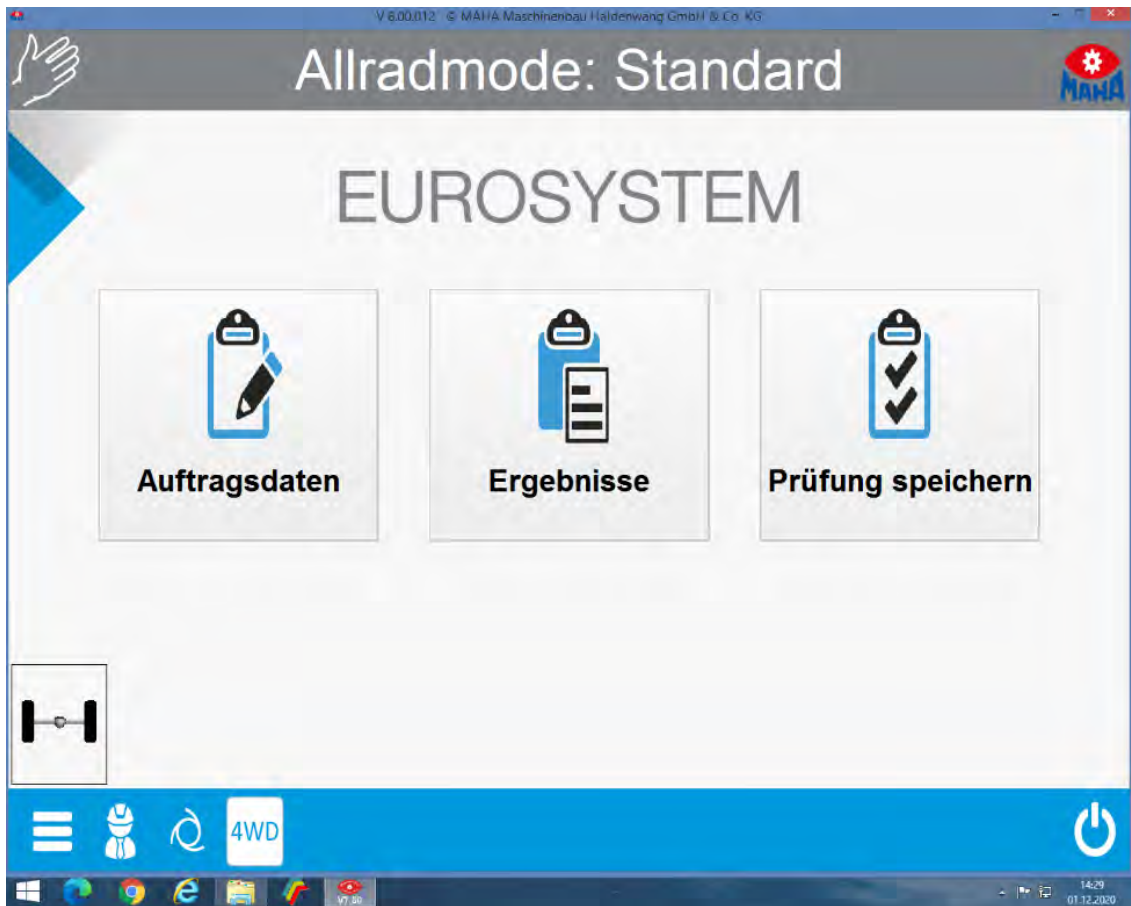 V 8.00.012 © MAHA Maschinenbau Haldenwang GmbH & Co. KG
Allradmode: Standard
MAHA
EUROSYSTEM
Auftragsdaten
Ergebnisse
Prüfung speichern
4WD
14:29
01.12.2020